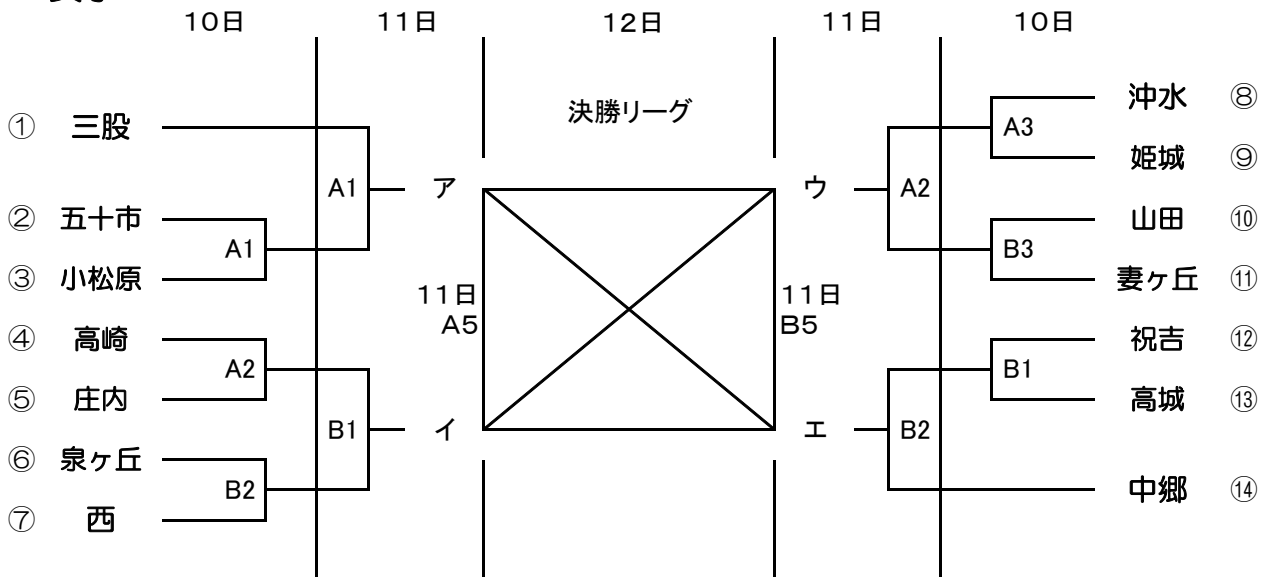 10日 11日 12日 11日 10日
決勝リーグ
① 三股
② 五十市
③ 小松原
④ 高崎
⑤ 庄内
⑥ 泉ヶ丘
⑦ 西
A1
A2
B2
A1
B1
ア
イ
11日
A5
11日
B5
ウ
エ
A2
B2
A3
B3
B1
沖水 ⑧
姫城 ⑨
山田 ⑩
妻ヶ丘 ⑪
祝吉 ⑫
高城 ⑬
中郷 ⑭